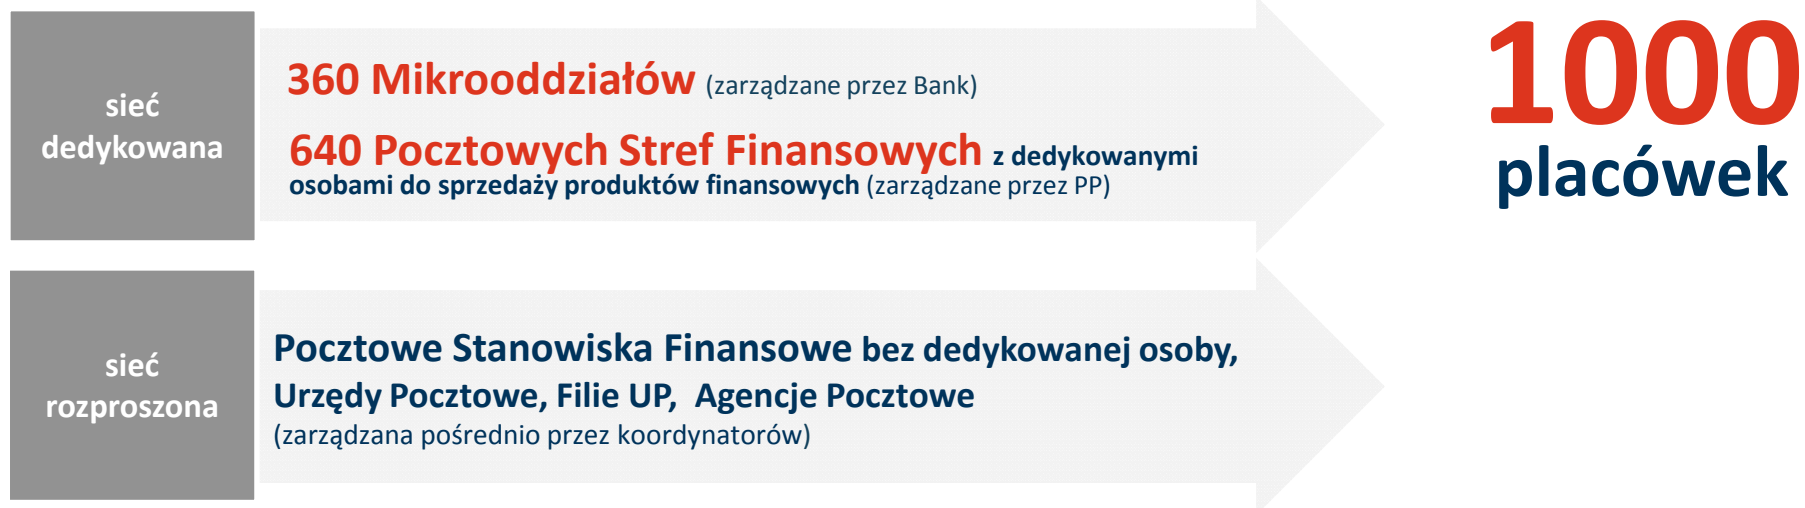 sieć
dedykowana
360 Mikrooddziałów (zarządzane przez Bank)
640 Pocztowych Stref Finansowych z dedykowanymi
osobami do sprzedaży produktów finansowych (zarządzane przez PP)
1000
placówek
sieć
rozproszona
Pocztowe Stanowiska Finansowe bez dedykowanej osoby,
Urzędy Pocztowe, Filie UP, Agencje Pocztowe
(zarządzana pośrednio przez koordynatorów)